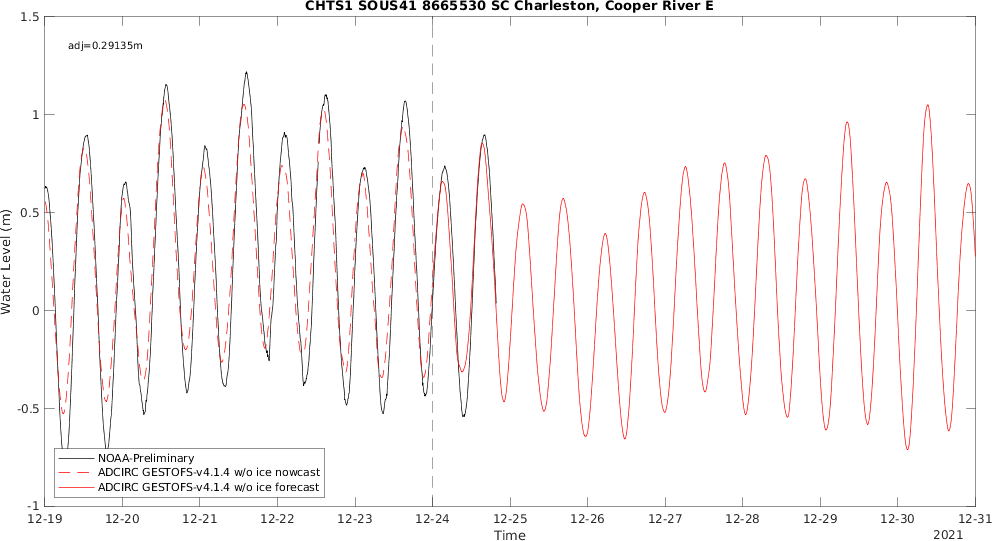 CHTS1 SOUS41 8665530 SC Charleston, Cooper River E
adj=0.29135m
1.5
1
0.5
0
-0.5
-1
Water Level (m)
NOAA-Preliminary
ADCIRC GESTOFS-v4.1.4 w/o ice nowcast
ADCIRC GESTOFS-v4.1.4 w/o ice forecast
12-19 12-20 12-21 12-22 12-23 12-24 12-25 12-26 12-27 12-28 12-29 12-30 12-31
Time
2021